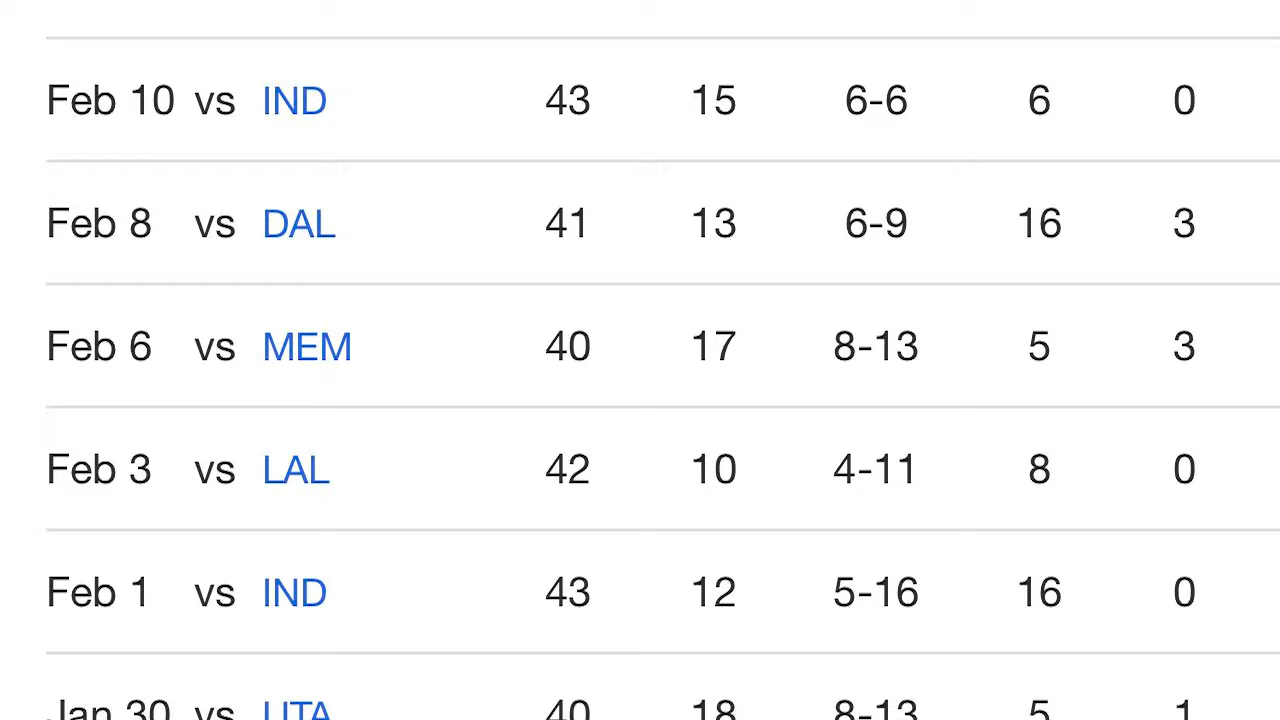 Feb 10 vs IND 43 15 6-6 6 0
Feb 8 vs DAL 41 13 6-9 16 3
Feb 6 vs MEM 40 17 8-13 5 3
Feb 3 vs LAL 42 10 4-11 8 0
Feb 1 vs IND 43 12 5-16 16 0
Jan 30 vs UTA 40 18 8-13 5 1